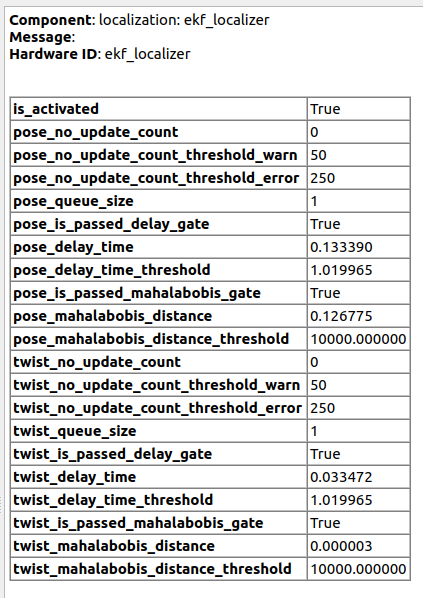 Component: localization: ekf_localizer
Message:
Hardware ID: ekf_localizer
is_activated True
pose_no_update_count 0
pose_no_update_count_threshold_warn 50
pose_no_update_count_threshold_error 250
pose_queue_size 1
pose_is_passed_delay_gate True
pose_delay_time 0.133390
pose_delay_time_threshold 1.019965
pose_is_passed_mahalabobis_gate True
pose_mahalabobis_distance 0.126775
pose_mahalabobis_distance_threshold 10000.000000
twist_no_update_count 0
twist_no_update_count_threshold_warn 50
twist_no_update_count_threshold_error 250
twist_queue_size 1
twist_is_passed_delay_gate True
twist_delay_time 0.033472
twist_delay_time_threshold 1.019965
twist_is_passed_mahalabobis_gate True
twist_mahalabobis_distance 0.000003
twist_mahalabobis_distance_threshold 10000.000000